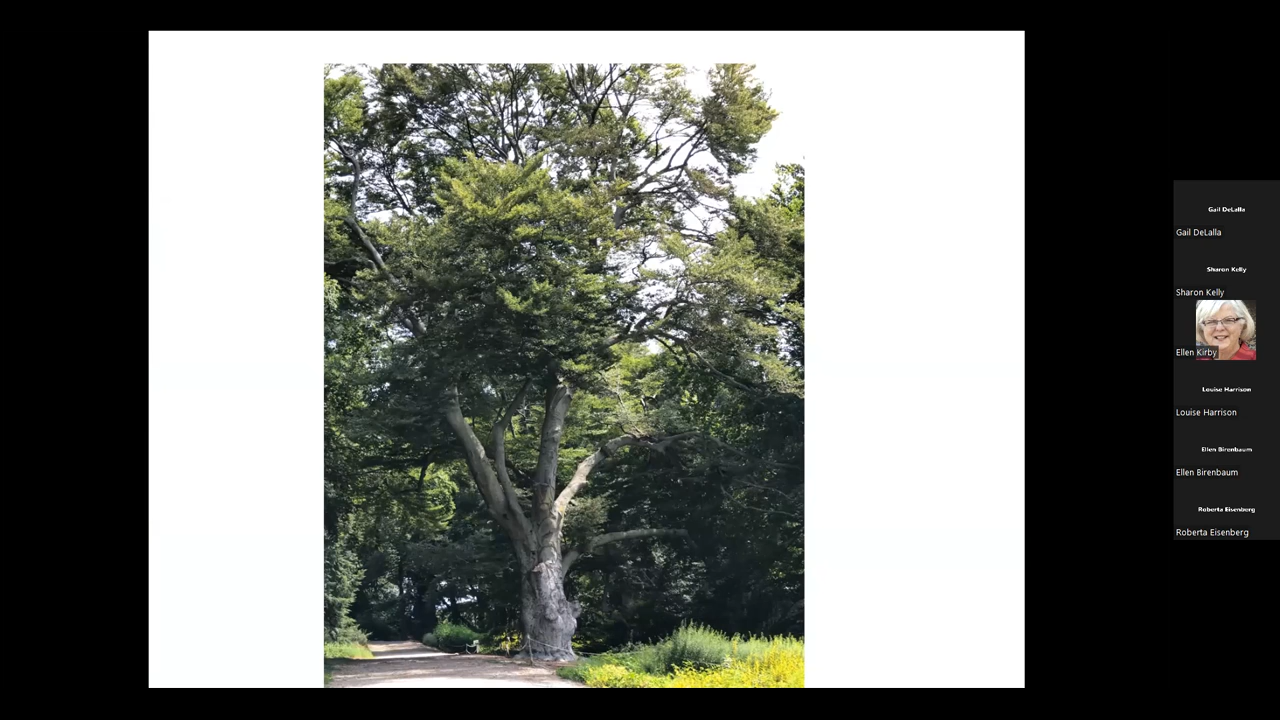 Gail DeLalla
Gail DeLalla
Sharon Kelly
Sharon Kelly
Ellen Kirby
Louise Harrison
Louise Harrison
Ellen Birenbaum
Ellen Birenbaum
Roberta Eisenberg
Roberta Eisenberg